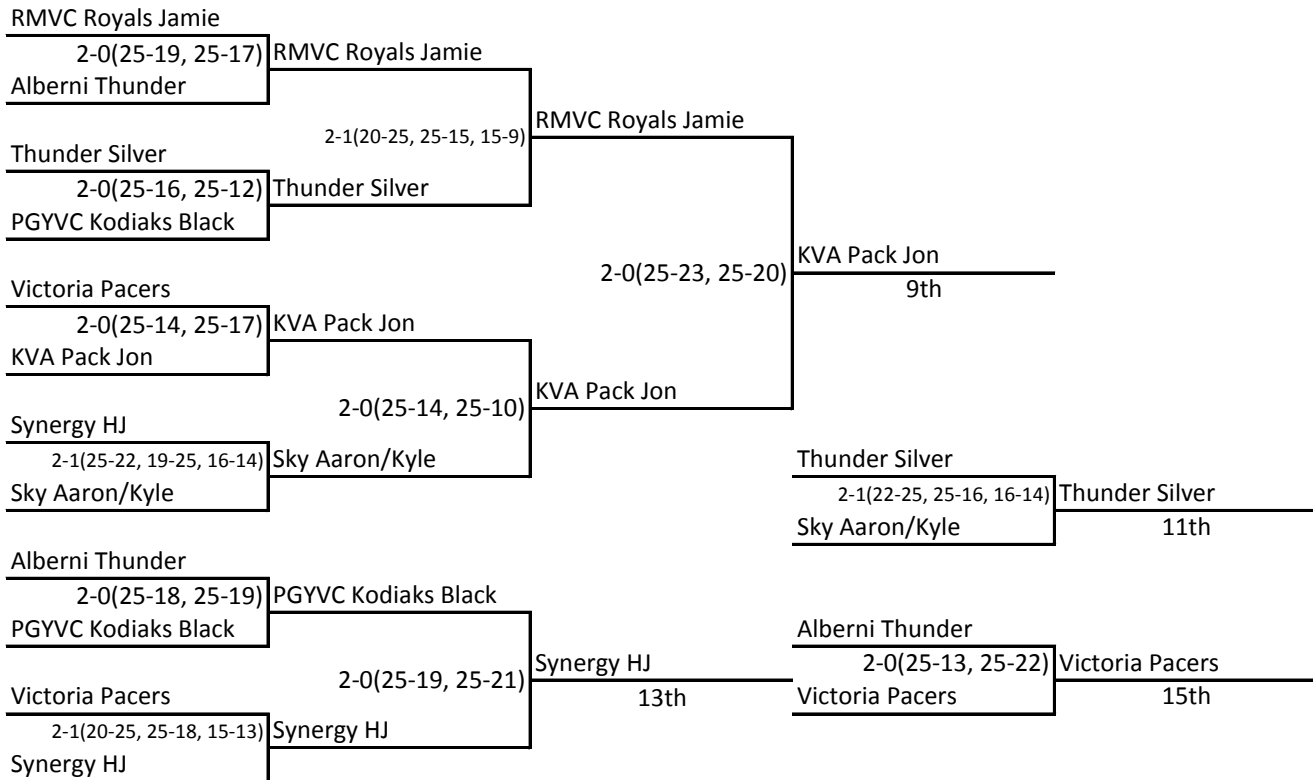 RMVC Royals Jamie
2-0(25-19, 25-17) RMVC Royals Jamie
Alberni Thunder
2-1(20-25, 25-15, 15-9) RMVC Royals Jamie
Thunder Silver
2-0(25-16, 25-12) Thunder Silver
PGYVC Kodiaks Black
2-0(25-23, 25-20) KVA Pack Jon
9th
Victoria Pacers
2-0(25-14, 25-17) KVA Pack Jon
KVA Pack Jon
2-0(25-14, 25-10) KVA Pack Jon
Synergy HJ
2-1(25-22, 19-25, 16-14) Sky Aaron/Kyle
Sky Aaron/Kyle
Thunder Silver
2-1(22-25, 25-16, 16-14) Thunder Silver
Sky Aaron/Kyle
11th
Alberni Thunder
2-0(25-18, 25-19) PGYVC Kodiaks Black
PGYVC Kodiaks Black
2-0(25-19, 25-21) Synergy HJ
13th
Victoria Pacers
2-1(20-25, 25-18, 15-13) Synergy HJ
Synergy HJ
Alberni Thunder
2-0(25-13, 25-22) Victoria Pacers
Victoria Pacers
15th